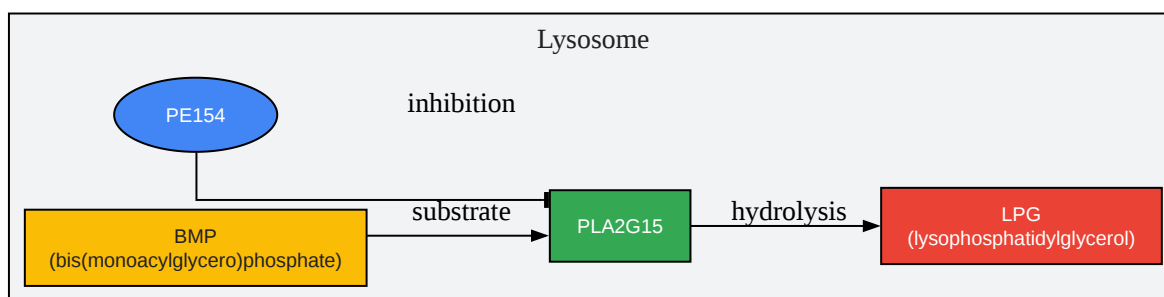 Lysosome
inhibition
PE154
substrate
hydrolysis
BMP
(bis(monoacylglycero)phosphate)
PLA2G15
LPG
(lysophosphatidylglycerol)